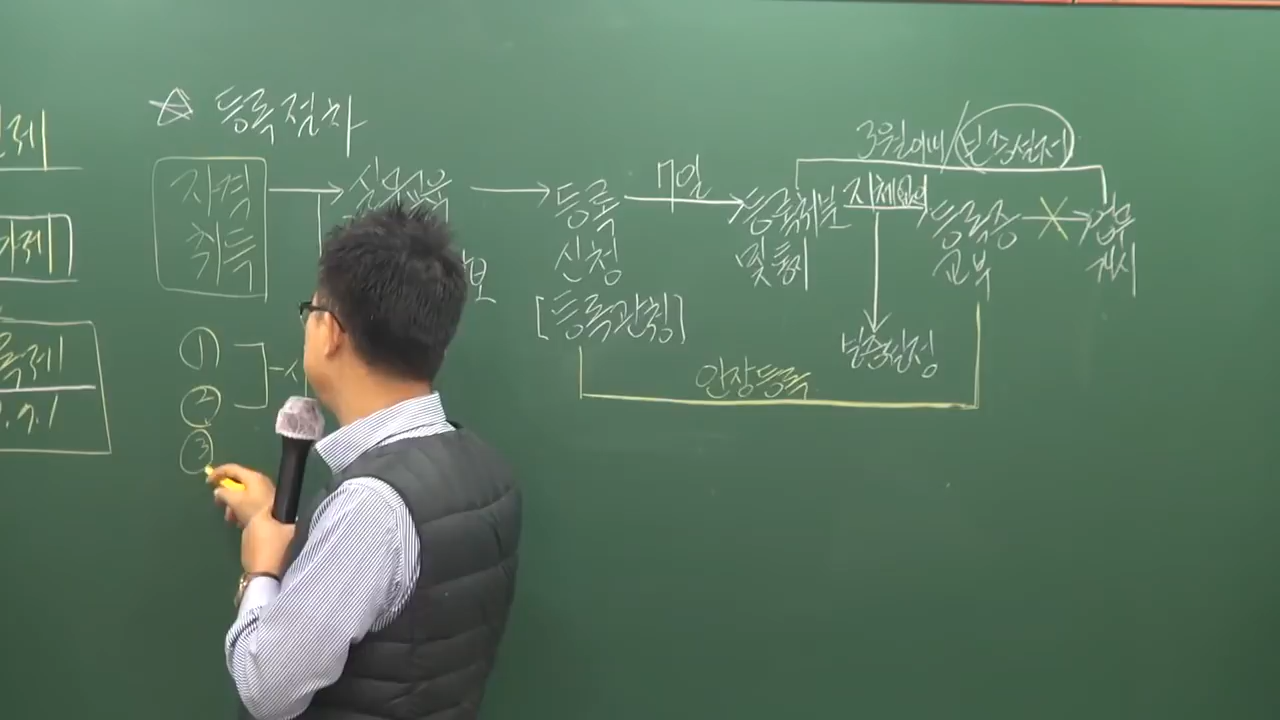 ☆ 등록절차
자격
취득
실무교육
등록
신청
[등록관청]
7일
등록처분
및 통지
지체없이
보증설정
등록증
교부
업무
개시
3월이내/보증설정
인장등록
①
②
③